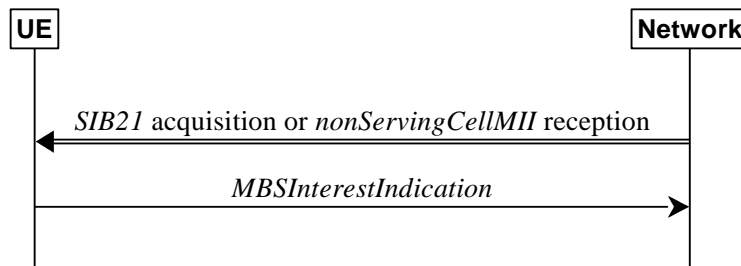 UE
Network
SIB21 acquisition or nonServingCellMII reception
MBSInterestIndication